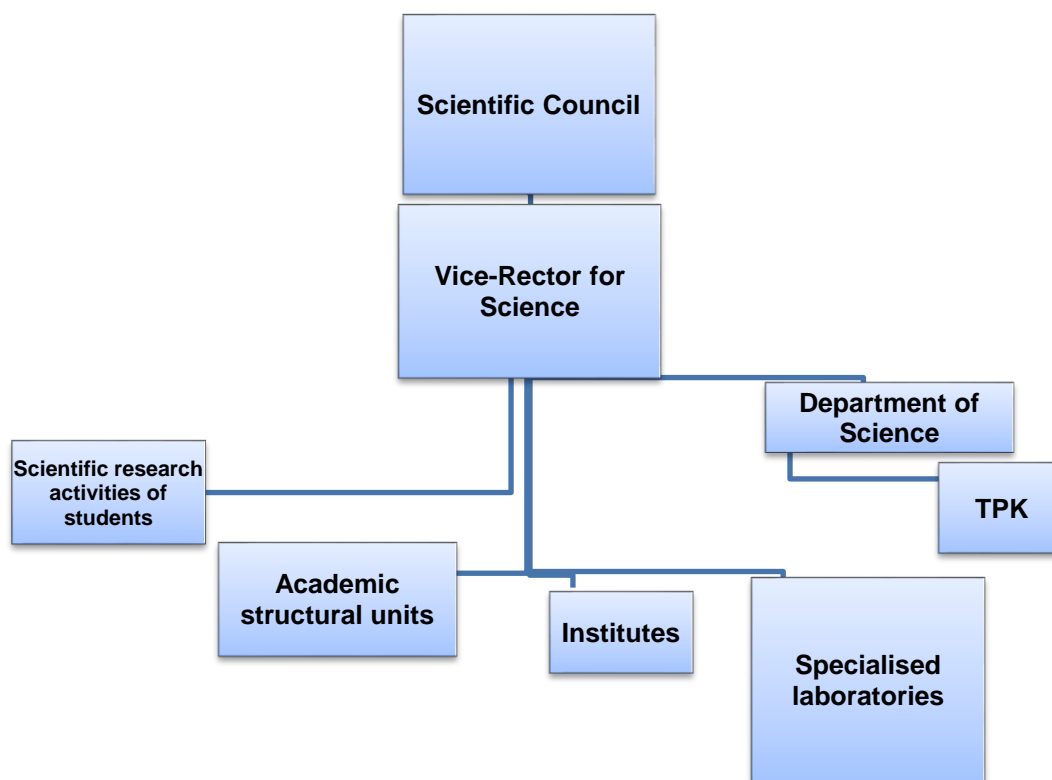 Scientific Council
Vice-Rector for
Science
Department of
Science
Scientific research
activities of
students
TPK
Academic
structural units
Institutes
Specialised
laboratories